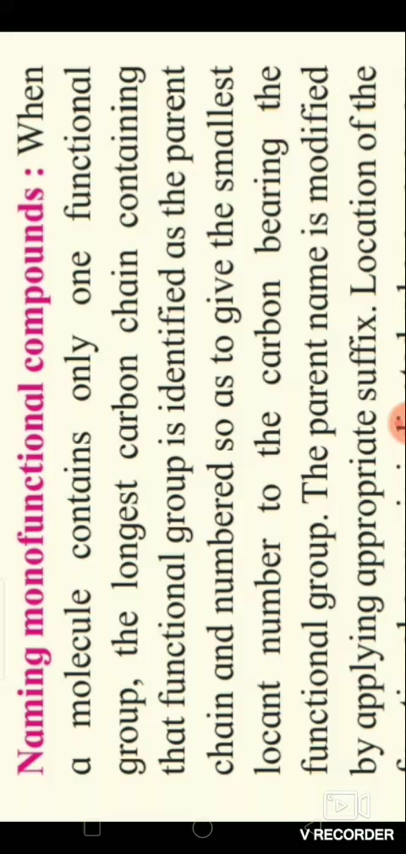 Naming monofunctional compounds : When
a molecule contains only one functional
group, the longest carbon chain containing
that functional group is identified as the parent
chain and numbered so as to give the smallest
locant number to the carbon bearing the
functional group. The parent name is modified
by applying appropriate suffix. Location of the
V RECORDER